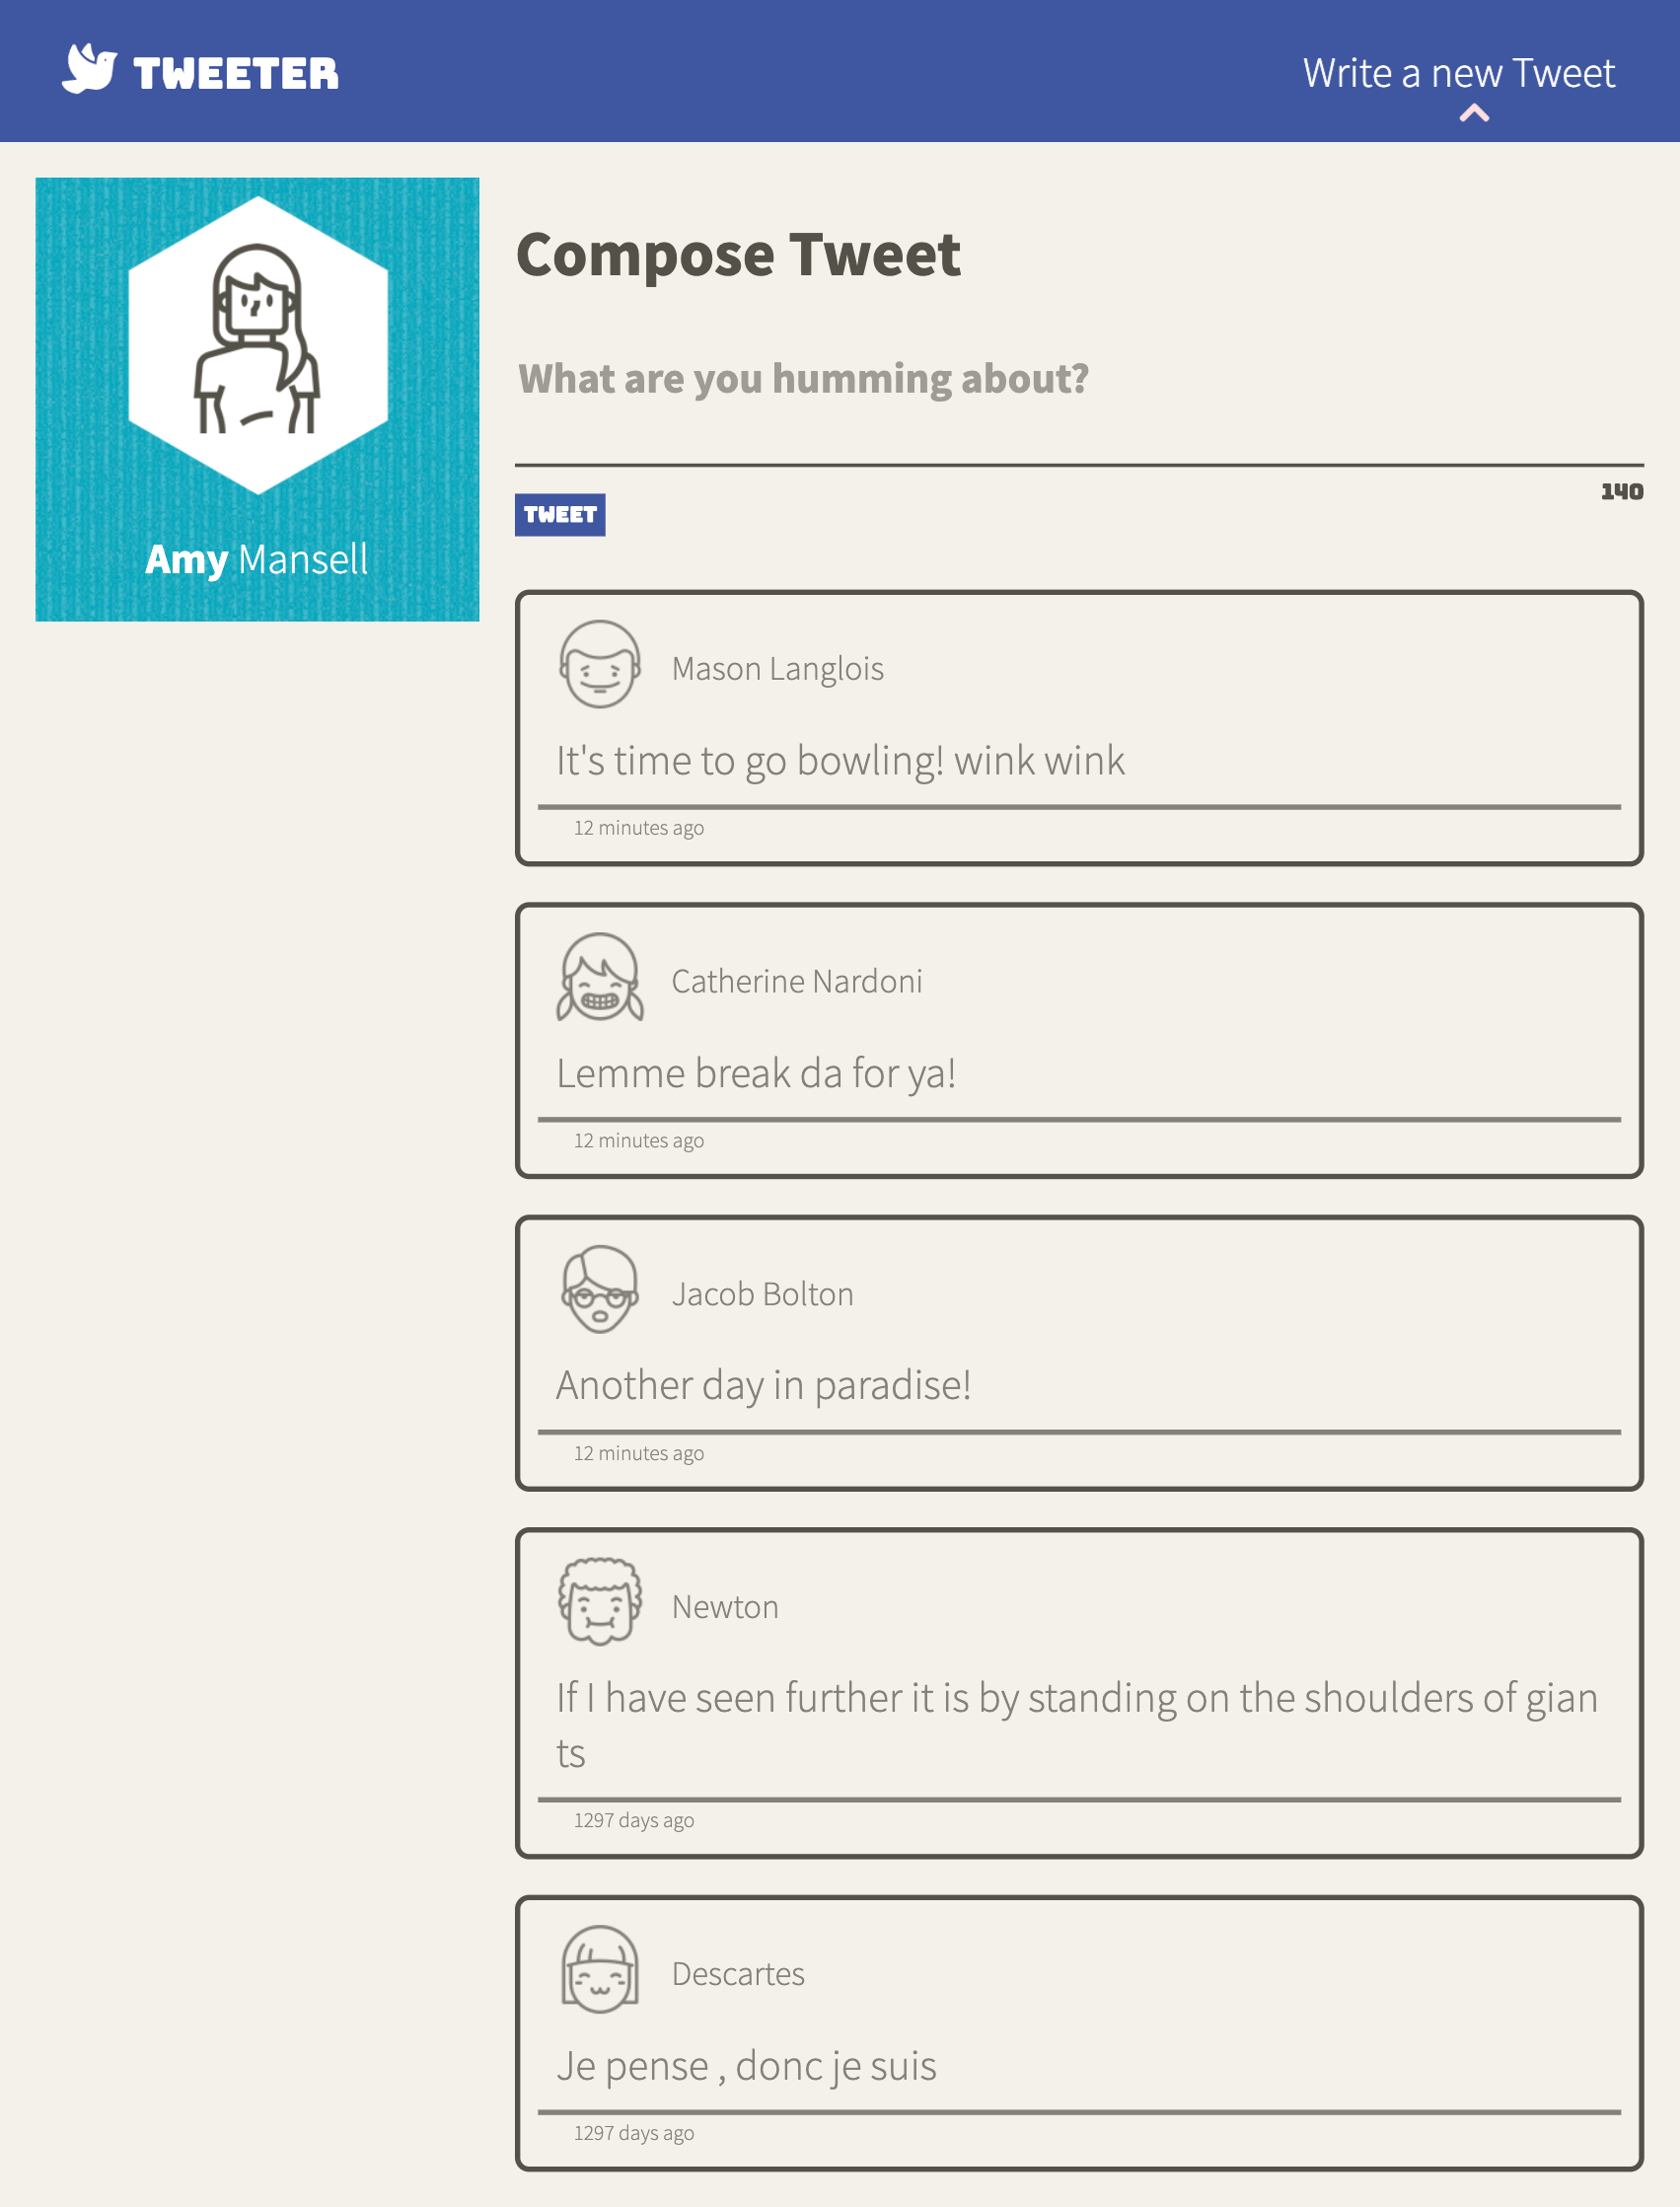 TWEETER
Write a new Tweet
Amy Mansell
Compose Tweet
What are you humming about?
140
TWEET
Mason Langlois
It's time to go bowling! wink wink
12 minutes ago
Catherine Nardoni
Lemme break da for ya!
12 minutes ago
Jacob Bolton
Another day in paradise!
12 minutes ago
Newton
If I have seen further it is by standing on the shoulders of gian
ts
1297 days ago
Descartes
Je pense , donc je suis
1297 days ago